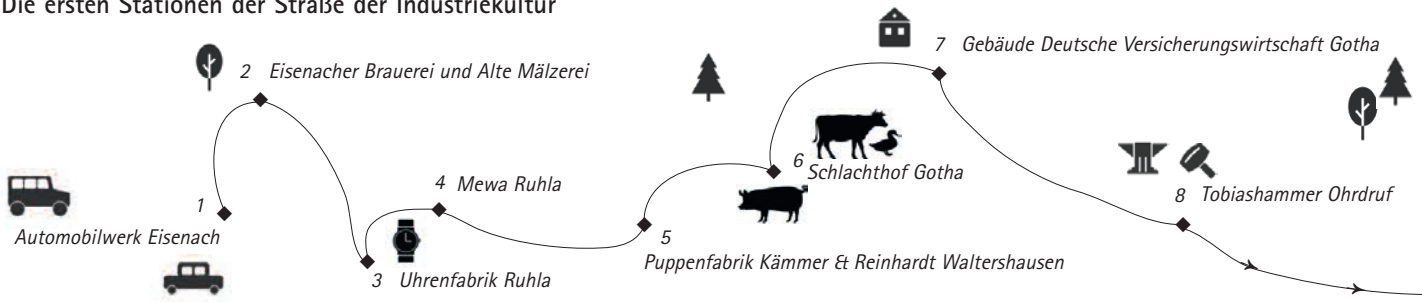 Die ersten Stationen der Straße der Industriekultur
1
Automobilwerk Eisenach
2 Eisenacher Brauerei und Alte Mälzerei
3 Uhrenfabrik Ruhla
4 Mewa Ruhla
5
Puppenfabrik Kämmer & Reinhardt Waltershausen
6 Schlachthof Gotha
7 Gebäude Deutsche Versicherungswirtschaft Gotha
8 Tobiashammer Ohrdruf